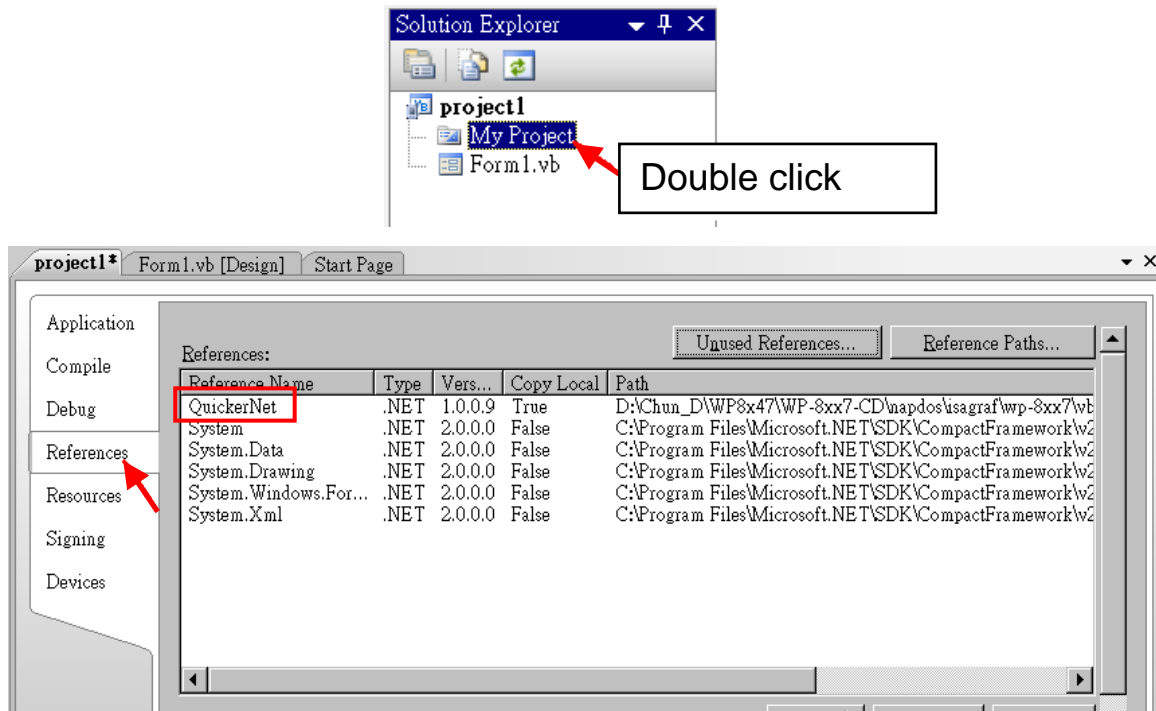 Solution Explorer
project1
My Project
Form1.vb
Double click
project1* Form1.vb [Design] Start Page
Application
Compile
Debug
References
Resources
Signing
Devices
Unused References... Reference Paths...
References:
Reference Name Type Vers... Copy Local Path
QuickerNet .NET 1.0.0.9 True D:\Chun_D\WP8x47\WP-8xx7-CD\napdos\isagraf\wp-8xx7\vb
System .NET 2.0.0.0 False C:\Program Files\Microsoft.NET\SDK\CompactFramework\v2
System.Data .NET 2.0.0.0 False C:\Program Files\Microsoft.NET\SDK\CompactFramework\v2
System.Drawing .NET 2.0.0.0 False C:\Program Files\Microsoft.NET\SDK\CompactFramework\v2
System.Windows.For... .NET 2.0.0.0 False C:\Program Files\Microsoft.NET\SDK\CompactFramework\v2
System.Xml .NET 2.0.0.0 False C:\Program Files\Microsoft.NET\SDK\CompactFramework\v2